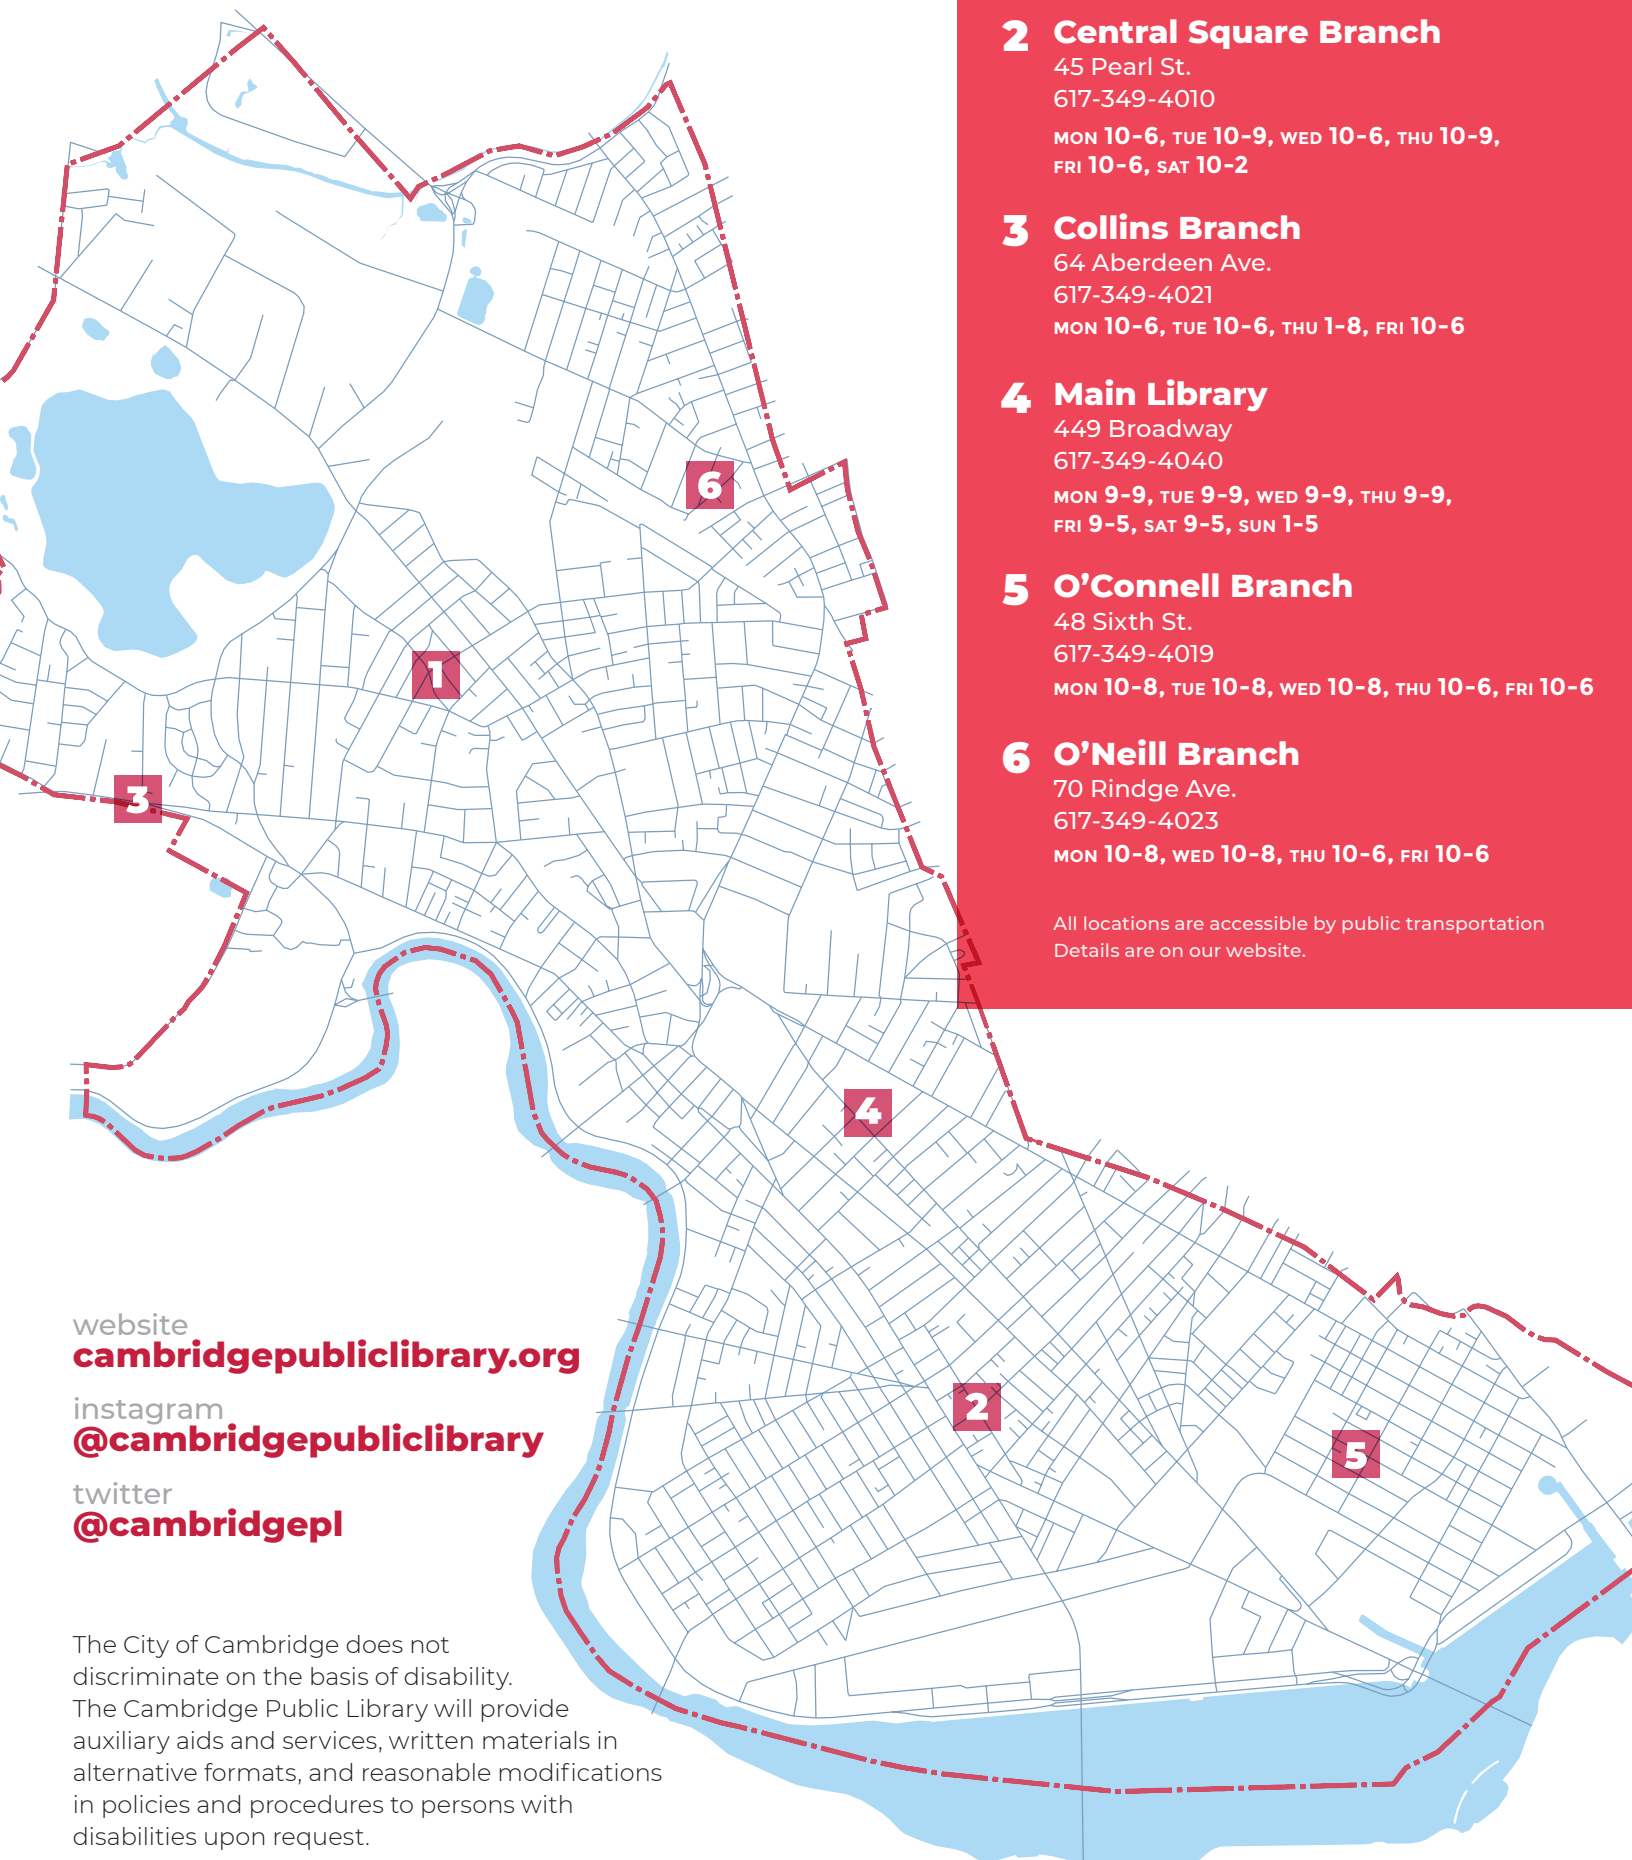 2 Central Square Branch
45 Pearl St.
617-349-4010
MON 10-6, TUE 10-9, WED 10-6, THU 10-9,
FRI 10-6, SAT 10-2
3 Collins Branch
64 Aberdeen Ave.
617-349-4021
MON 10-6, TUE 10-6, THU 1-8, FRI 10-6
4 Main Library
449 Broadway
617-349-4040
MON 9-9, TUE 9-9, WED 9-9, THU 9-9,
FRI 9-5, SAT 9-5, SUN 1-5
5 O’Connell Branch
48 Sixth St.
617-349-4019
MON 10-8, TUE 10-8, WED 10-8, THU 10-6, FRI 10-6
6 O’Neill Branch
70 Rindge Ave.
617-349-4023
MON 10-8, WED 10-8, THU 10-6, FRI 10-6
All locations are accessible by public transportation
Details are on our website.
6
1
3
4
2
5
website
cambridgepubliclibrary.org
instagram
@cambridgepubliclibrary
twitter
@cambridgepl
The City of Cambridge does not
discriminate on the basis of disability.
The Cambridge Public Library will provide
auxiliary aids and services, written materials in
alternative formats, and reasonable modifications
in policies and procedures to persons with
disabilities upon request.